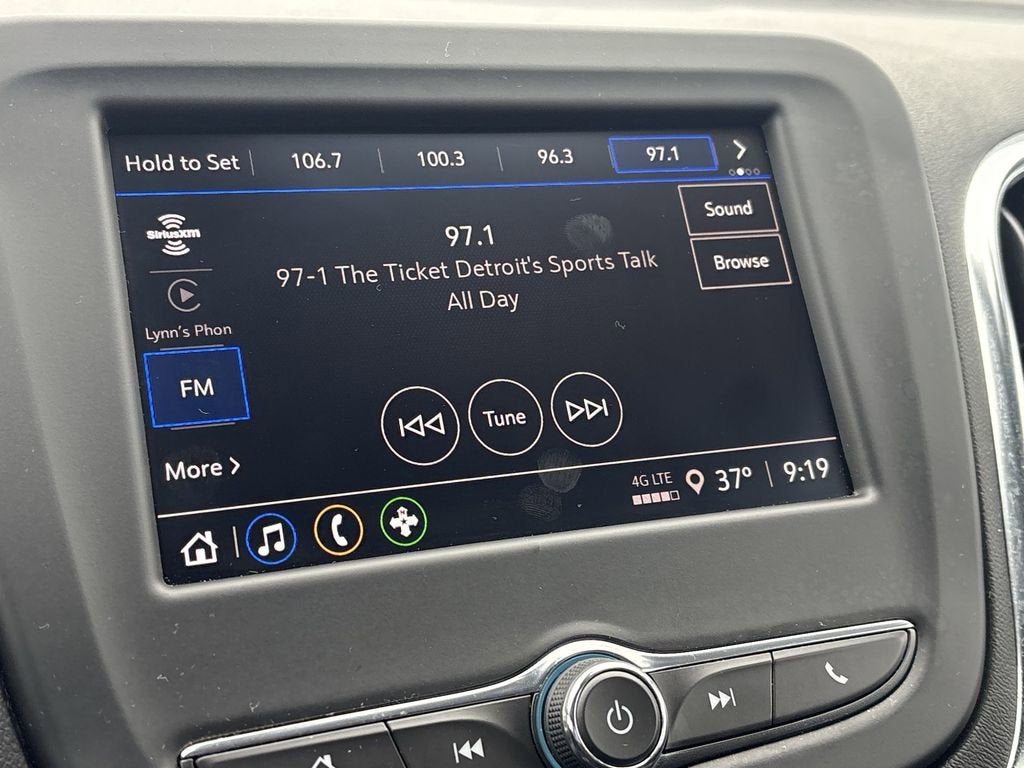 Hold to Set 106.7 100.3 96.3 97.1
SiriusXM
Sound
97.1
97-1 The Ticket Detroit's Sports Talk
All Day
Browse
Lynn's Phon
FM
Tune
More
4G LTE 37° 9:19
N